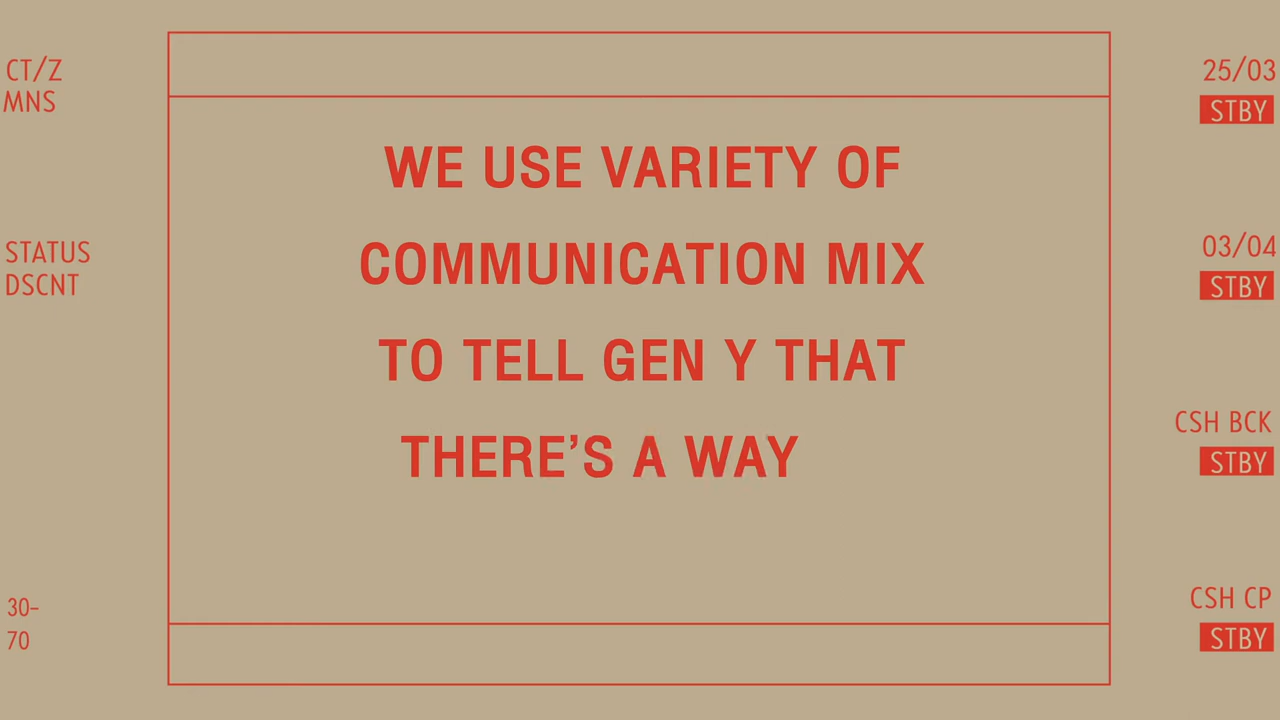 CT/Z
MNS
STATUS
DSCNT
30-
70
WE USE VARIETY OF
COMMUNICATION MIX
TO TELL GEN Y THAT
THERE’S A WAY
25/03
STBY
03/04
STBY
CSH BCK
STBY
CSH CP
STBY